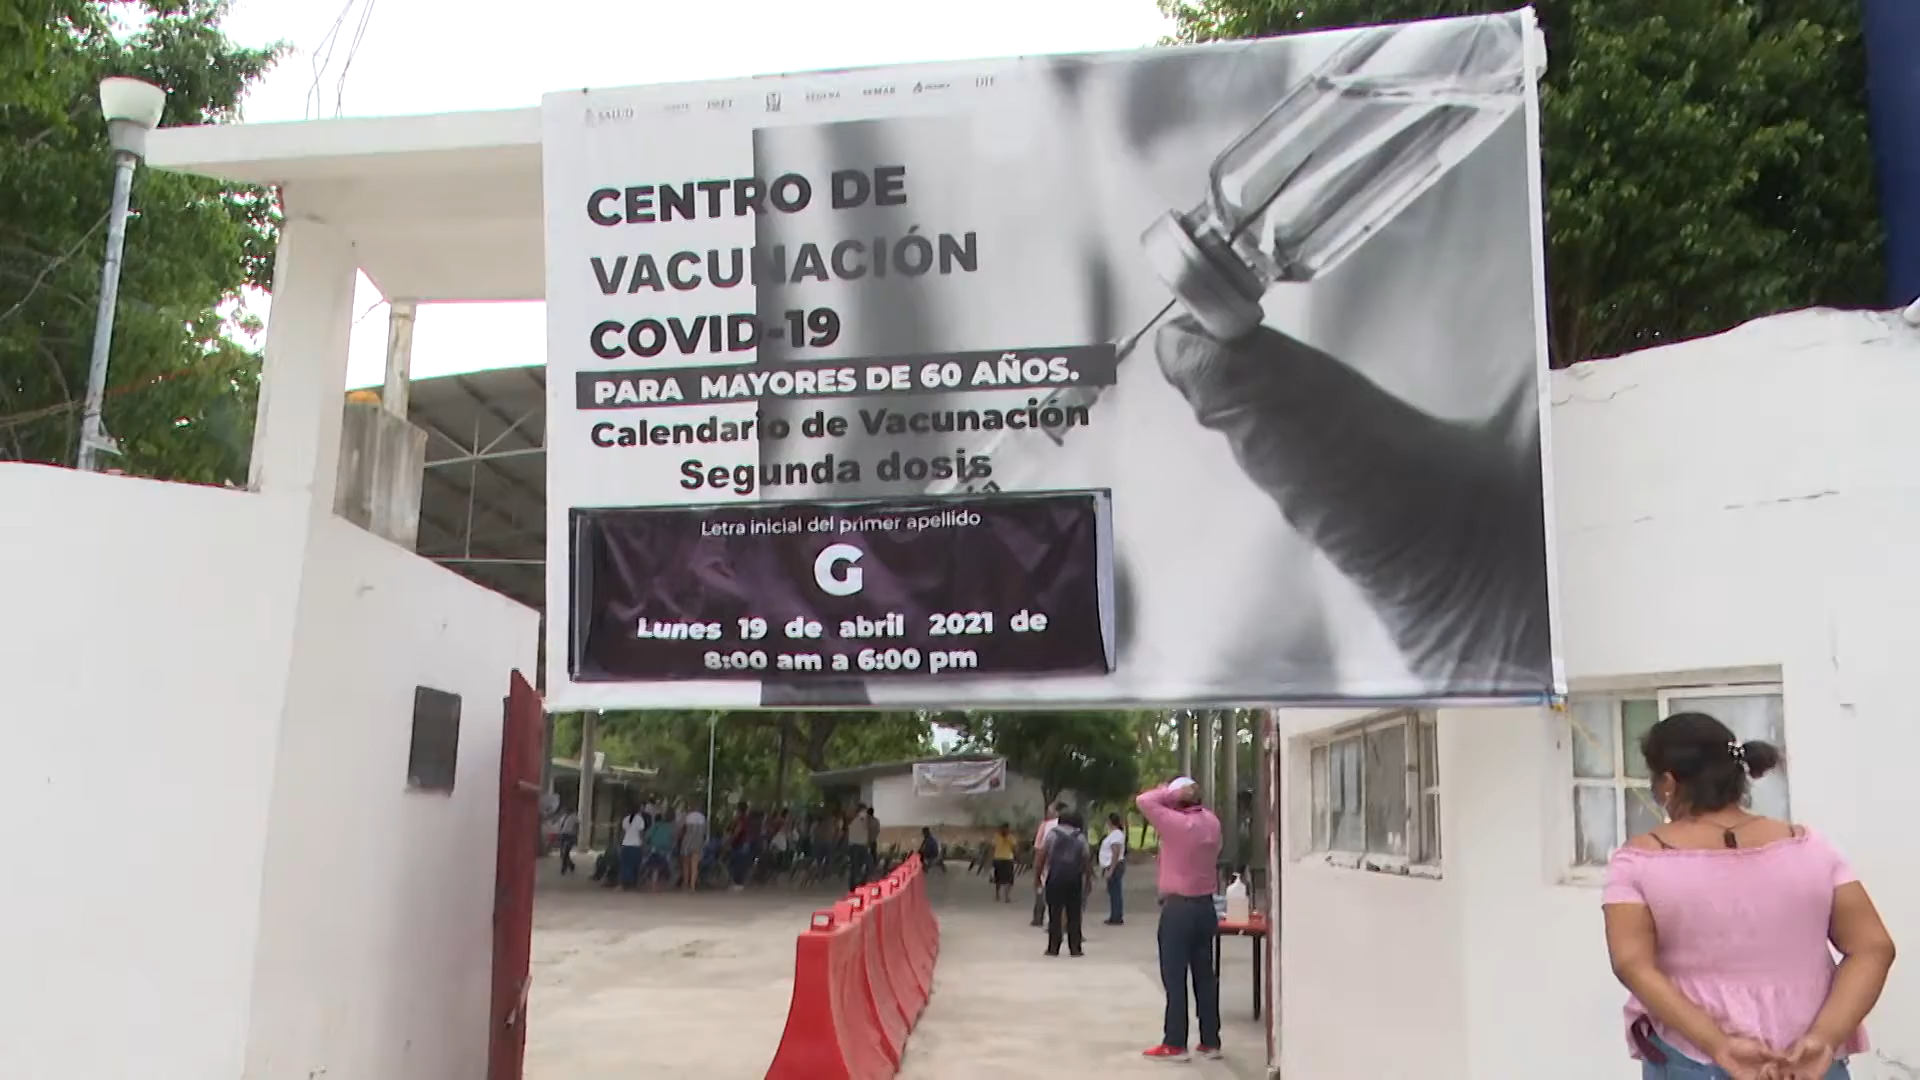 SALUD
SEDENA
SEMAR
DIF
CENTRO DE
VACUNACIÓN
COVID-19
PARA MAYORES DE 60 AÑOS.
Calendario de Vacunación
Segunda dosis
Letra inicial del primer apellido
G
Lunes 19 de abril 2021 de
8:00 am a 6:00 pm